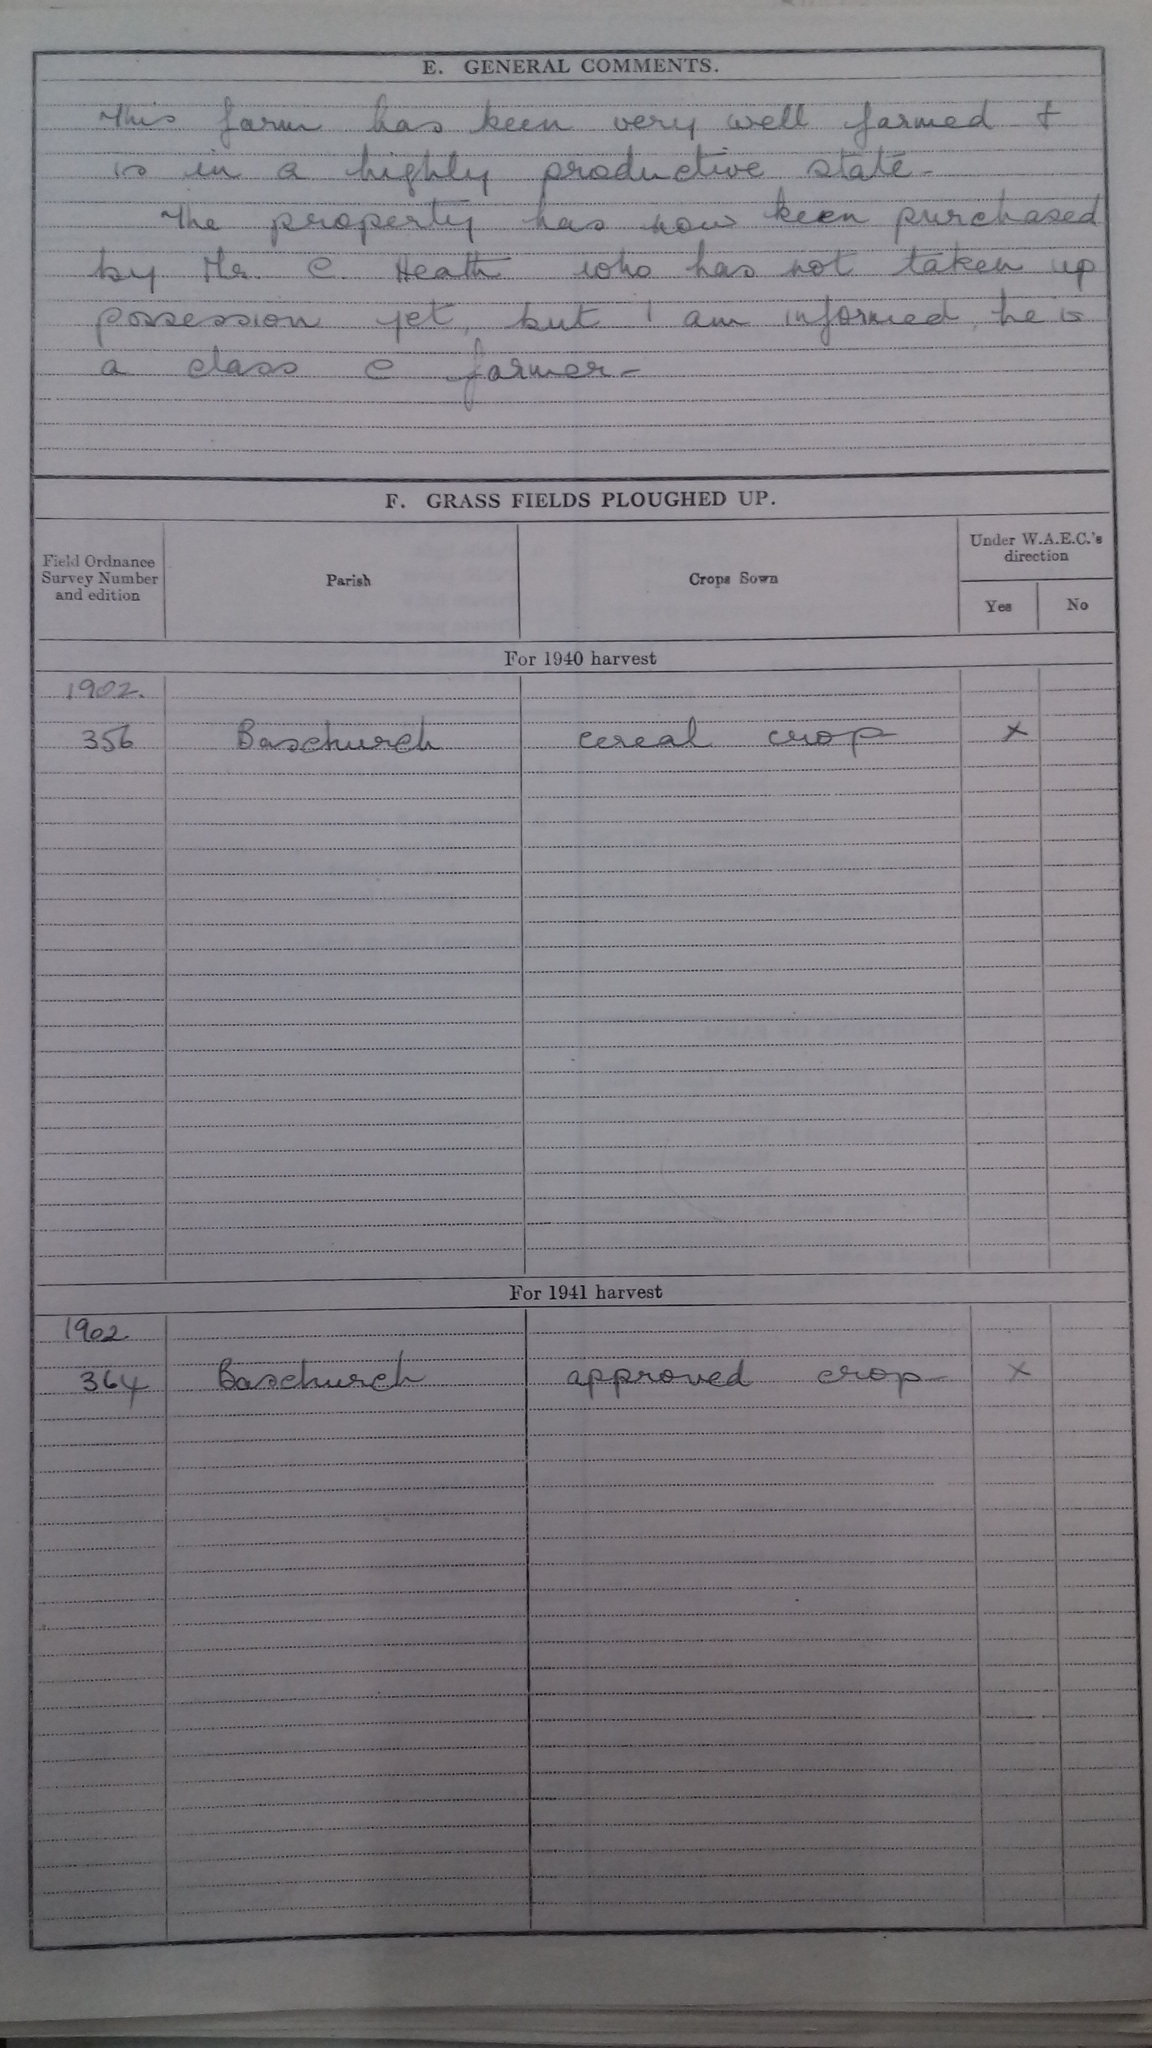 E. GENERAL COMMENTS.
This farm has been very well farmed &
is in a highly productive state.
The property has now been purchased
by Mr. C. Heath who has not taken up
possession yet, but I am informed he is
a class C farmer.
F. GRASS FIELDS PLOUGHED UP.
Field Ordnance
Survey Number
and edition
Parish
Crops Sown
Under W.A.E.C.'s
direction
Yes
No
For 1940 harvest
1902.
356 Baschurch cereal crop x
For 1941 harvest
1902
364 Baschurch approved crop x